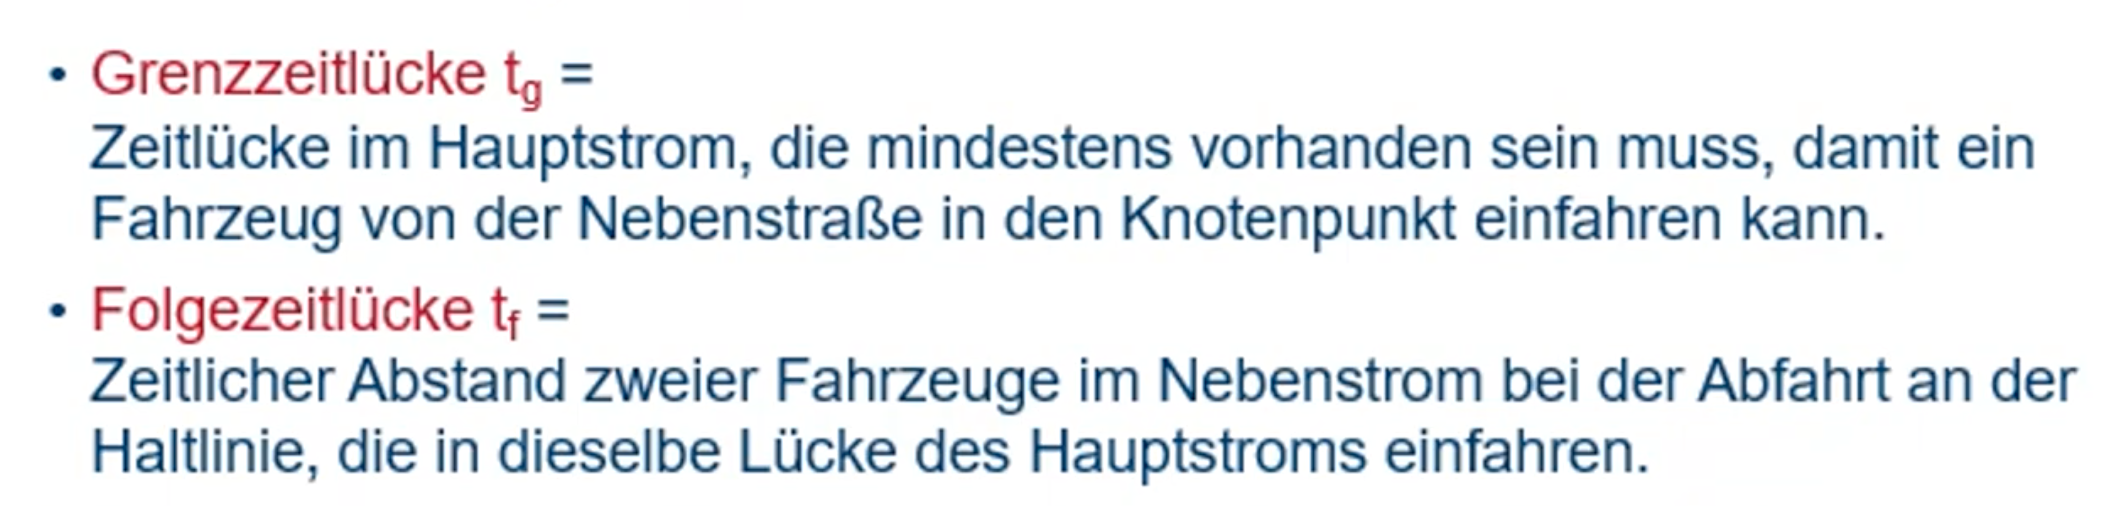 • Grenzzeitlücke tg =
Zeitlücke im Hauptstrom, die mindestens vorhanden sein muss, damit ein
Fahrzeug von der Nebenstraße in den Knotenpunkt einfahren kann.
• Folgezeitlücke tf =
Zeitlicher Abstand zweier Fahrzeuge im Nebenstrom bei der Abfahrt an der
Haltlinie, die in dieselbe Lücke des Hauptstroms einfahren.